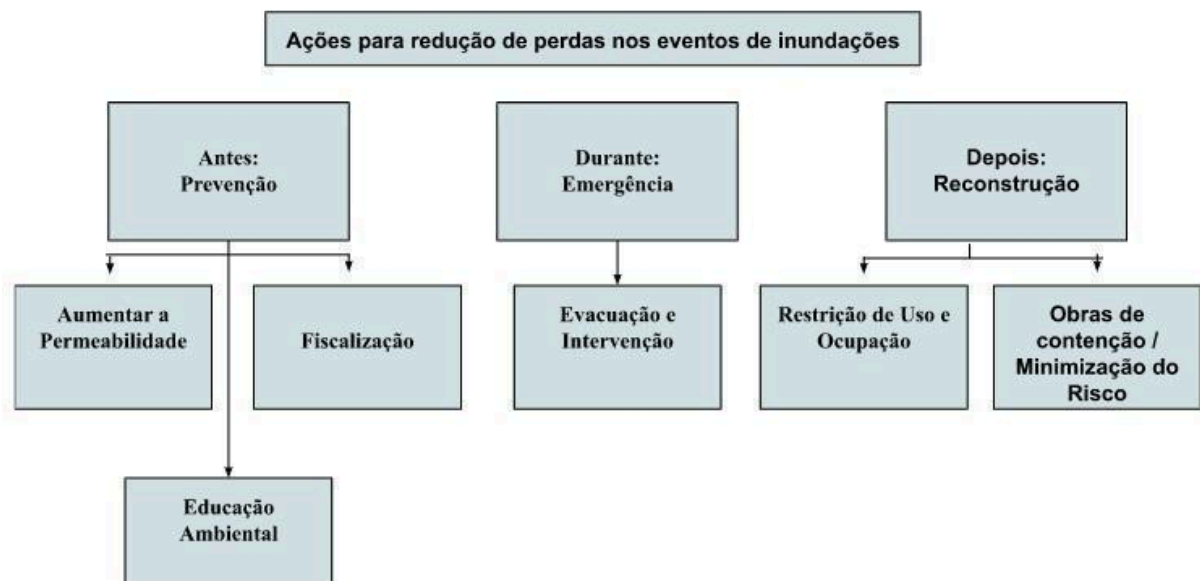 Ações para redução de perdas nos eventos de inundações
Antes:
Prevenção
Durante:
Emergência
Depois:
Reconstrução
Aumentar a
Permeabilidade
Fiscalização
Evacuação e
Intervenção
Restrição de Uso e
Ocupação
Obras de
contenção /
Minimização do
Risco
Educação
Ambiental